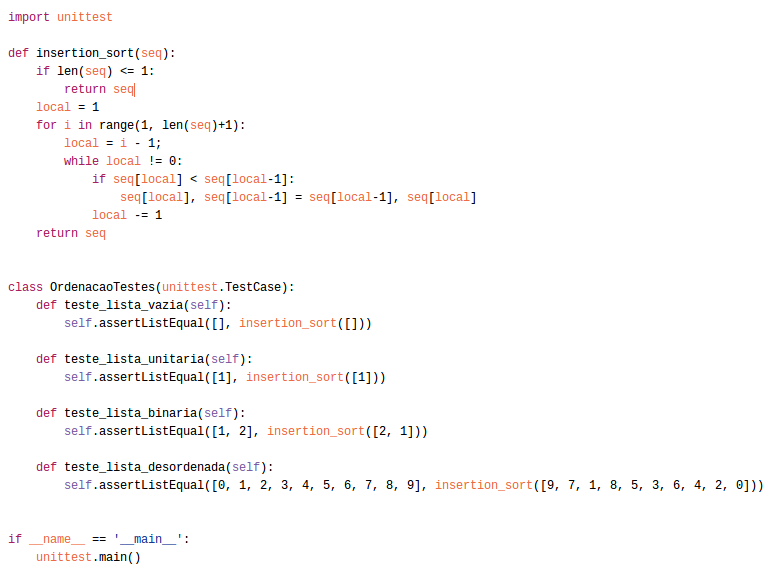 import unittest

def insertion_sort(seq):
    if len(seq) <= 1:
        return seq
    local = 1
    for i in range(1, len(seq)+1):
        local = i - 1;
        while local != 0:
            if seq[local] < seq[local-1]:
                seq[local], seq[local-1] = seq[local-1], seq[local]
            local -= 1
    return seq


class OrdenacaoTestes(unittest.TestCase):
    def teste_lista_vazia(self):
        self.assertListEqual([], insertion_sort([]))

    def teste_lista_unitaria(self):
        self.assertListEqual([1], insertion_sort([1]))

    def teste_lista_binaria(self):
        self.assertListEqual([1, 2], insertion_sort([2, 1]))

    def teste_lista_desordenada(self):
        self.assertListEqual([0, 1, 2, 3, 4, 5, 6, 7, 8, 9], insertion_sort([9, 7, 1, 8, 5, 3, 6, 4, 2, 0]))


if __name__ == '__main__':
    unittest.main()